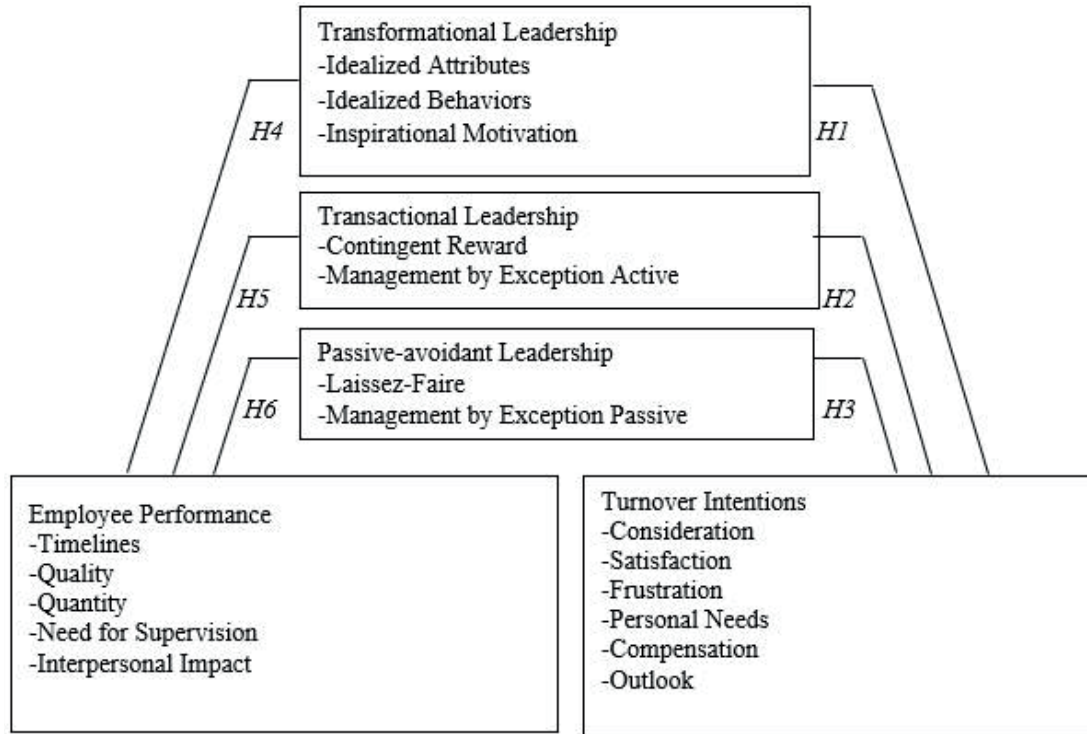 Transformational Leadership
-Idealized Attributes
-Idealized Behaviors
-Inspirational Motivation
H4
H1
Transactional Leadership
-Contingent Reward
-Management by Exception Active
H5
H2
Passive-avoidant Leadership
-Laissez-Faire
-Management by Exception Passive
H6
H3
Employee Performance
-Timelines
-Quality
-Quantity
-Need for Supervision
-Interpersonal Impact
Turnover Intentions
-Consideration
-Satisfaction
-Frustration
-Personal Needs
-Compensation
-Outlook